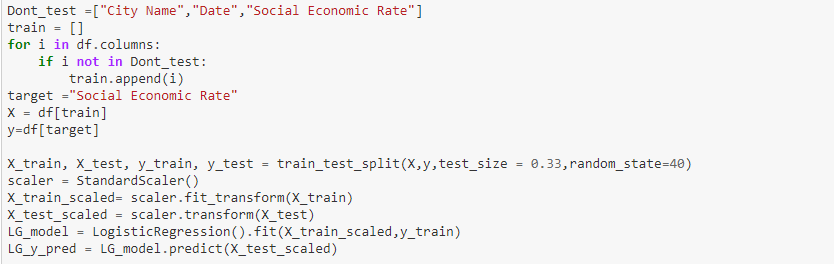 Dont_test =["City Name","Date","Social Economic Rate"]
train = []
for i in df.columns:
    if i not in Dont_test:
        train.append(i)
target ="Social Economic Rate"
X = df[train]
y=df[target]

X_train, X_test, y_train, y_test = train_test_split(X,y,test_size = 0.33,random_state=40)
scaler = StandardScaler()
X_train_scaled= scaler.fit_transform(X_train)
X_test_scaled = scaler.transform(X_test)
LG_model = LogisticRegression().fit(X_train_scaled,y_train)
LG_y_pred = LG_model.predict(X_test_scaled)